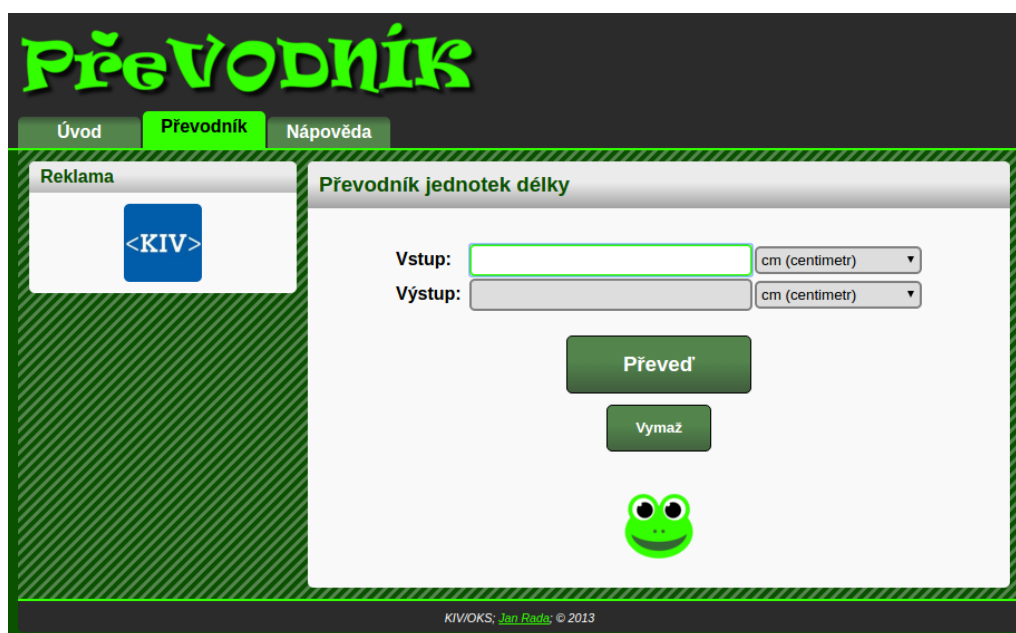 PřeVODNÍK
Úvod
Převodník
Nápověda
Reklama
<KIV>
Převodník jednotek délky
Vstup:
cm (centimetr)
Výstup:
cm (centimetr)
Převeď
Vymaž
KIV/OKS; Jan Rada; © 2013